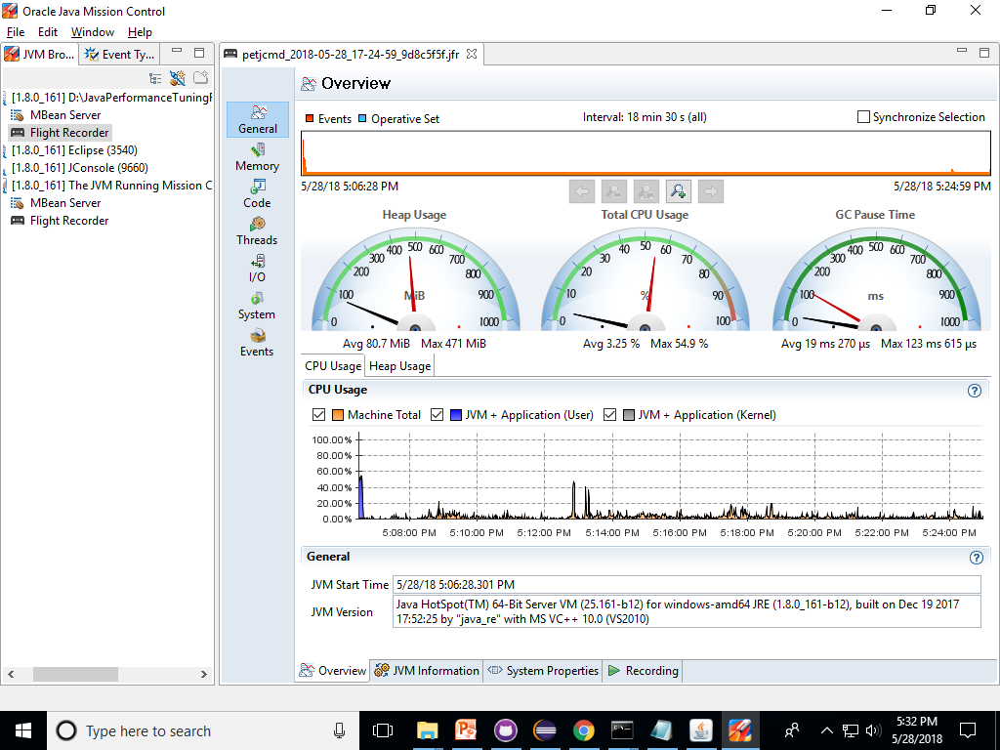 Oracle Java Mission Control
File Edit Window Help
JVM Bro...
Event Ty...
[1.8.0_161] D:\JavaPerformanceTuning
MBean Server
Flight Recorder
[1.8.0_161] Eclipse (3540)
[1.8.0_161] JConsole (9660)
[1.8.0_161] The JVM Running Mission C
MBean Server
Flight Recorder
petjcmd_2018-05-28_17-24-59_9d8c5f5f.jfr
General
Memory
Code
Threads
I/O
System
Events
Overview
Events Operative Set Interval: 18 min 30 s (all) Synchronize Selection
5/28/18 5:06:28 PM 5/28/18 5:24:59 PM
Heap Usage
0 100 200 300 400 500 600 700 800 900 1000
MiB
Avg 80.7 MiB Max 471 MiB
Total CPU Usage
0 10 20 30 40 50 60 70 80 90 100
%
Avg 3.25 % Max 54.9 %
GC Pause Time
0 100 200 300 400 500 600 700 800 900 1000
ms
Avg 19 ms 270 µs Max 123 ms 615 µs
CPU Usage Heap Usage
CPU Usage
Machine Total JVM + Application (User) JVM + Application (Kernel)
100.00 %
80.00 %
60.00 %
40.00 %
20.00 %
0.00 %
5:08:00 PM 5:10:00 PM 5:12:00 PM 5:14:00 PM 5:16:00 PM 5:18:00 PM 5:20:00 PM 5:22:00 PM 5:24:00 PM
General
JVM Start Time 5/28/18 5:06:28.301 PM
JVM Version
Java HotSpot(TM) 64-Bit Server VM (25.161-b12) for windows-amd64 JRE (1.8.0_161-b12), built on Dec 19 2017
17:52:25 by "java_re" with MS VC++ 10.0 (VS2010)
Overview JVM Information System Properties Recording
Type here to search
5:32 PM
5/28/2018